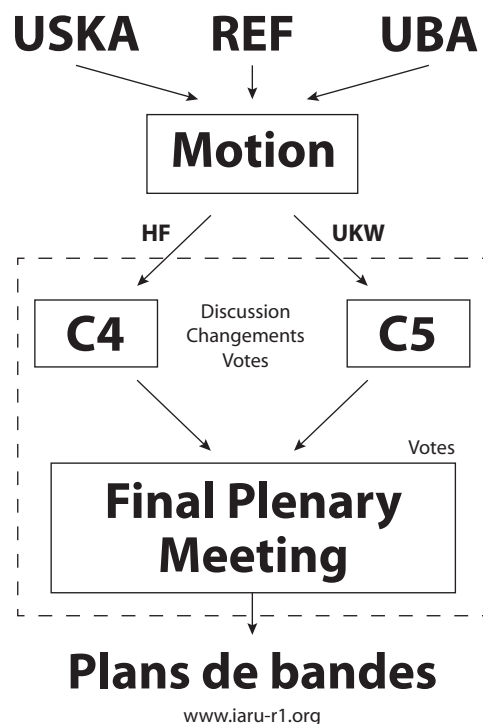 USKA REF UBA
Motion
HF UKW
C4 C5
Discussion
Changements
Votes
Votes
Final Plenary
Meeting
Plans de bandes
www.iaru-r1.org